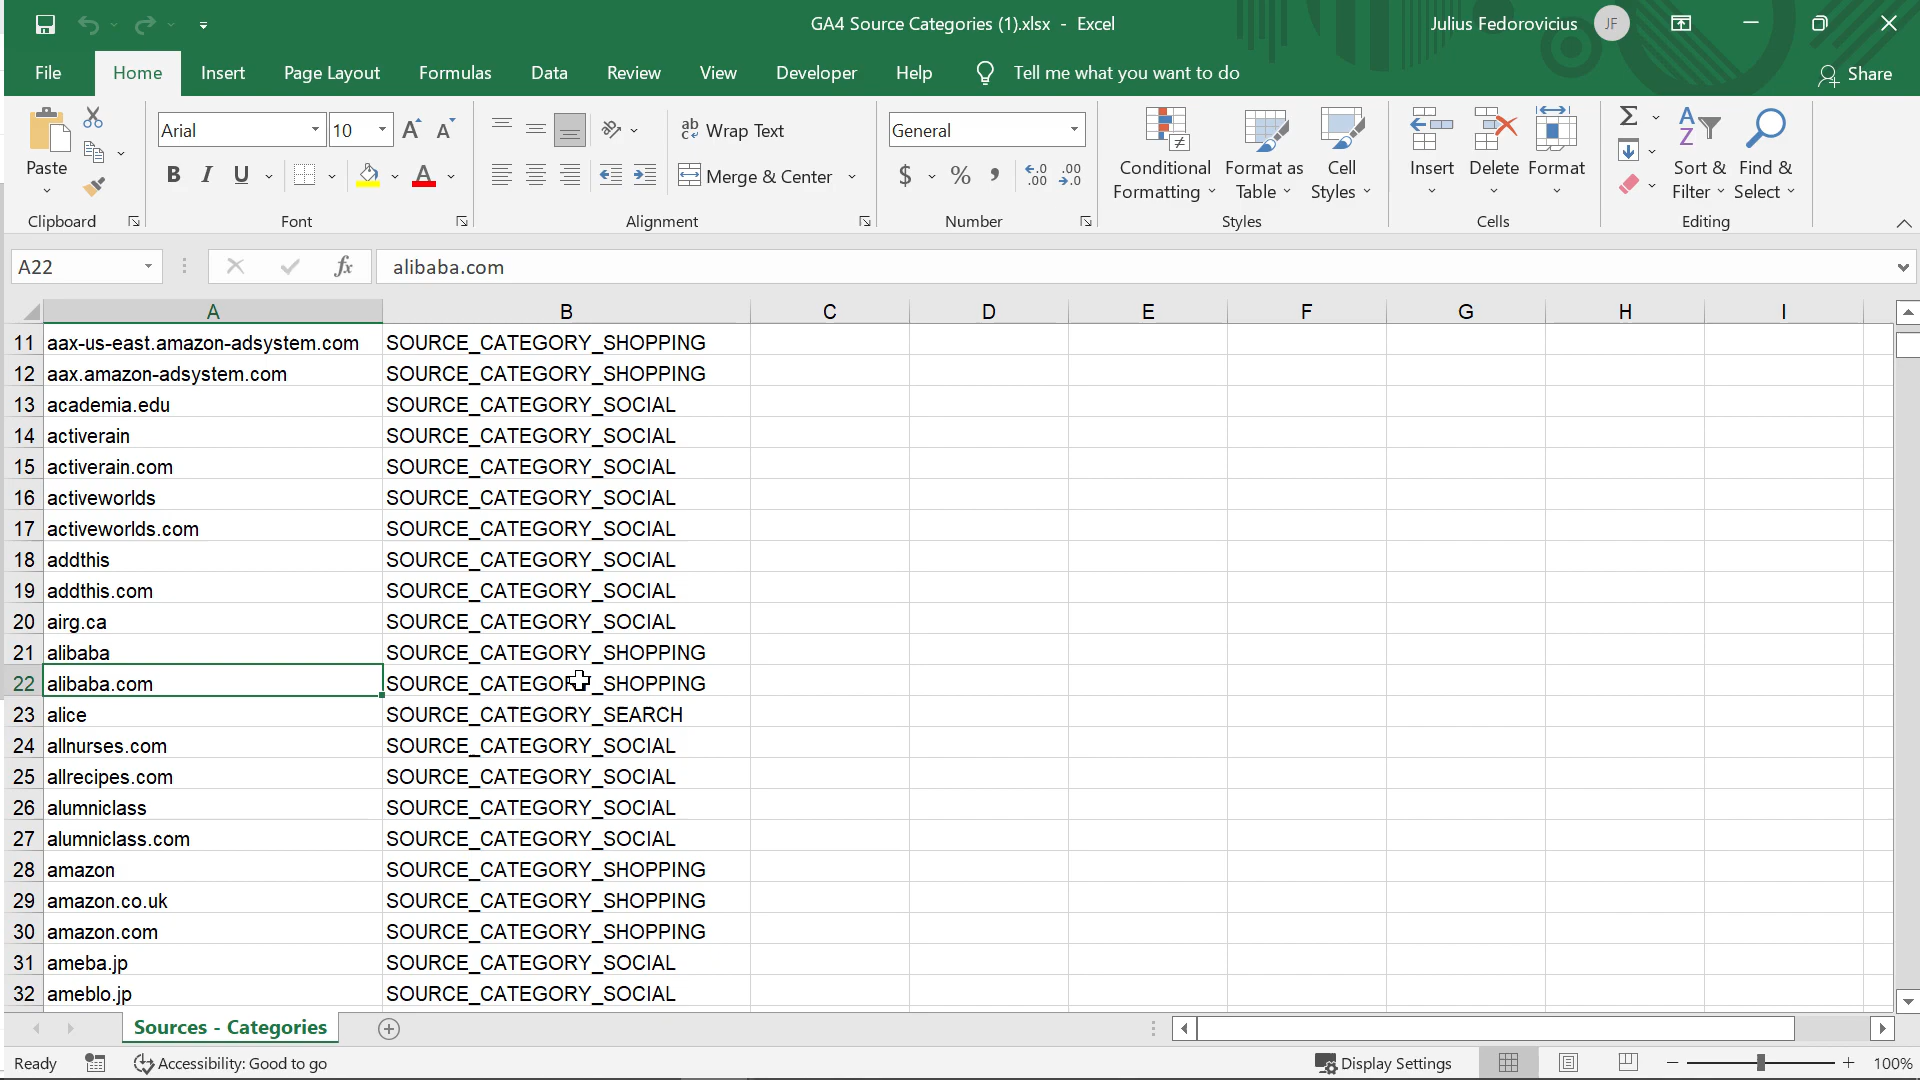 GA4 Source Categories (1).xlsx - Excel
Julius Fedorovicius JF
File Home Insert Page Layout Formulas Data Review View Developer Help Tell me what you want to do Share
Paste
Clipboard
Arial 10
B I U
Font
Wrap Text
Merge & Center
Alignment
General
$ % ,
Number
Conditional Formatting
Format as Table
Cell Styles
Styles
Insert Delete Format
Cells
Sort & Filter
Find & Select
Editing
A22 fx alibaba.com
A B C D E F G H I
11 aax-us-east.amazon-adsystem.com SOURCE_CATEGORY_SHOPPING
12 aax.amazon-adsystem.com SOURCE_CATEGORY_SHOPPING
13 academia.edu SOURCE_CATEGORY_SOCIAL
14 activerain SOURCE_CATEGORY_SOCIAL
15 activerain.com SOURCE_CATEGORY_SOCIAL
16 activeworlds SOURCE_CATEGORY_SOCIAL
17 activeworlds.com SOURCE_CATEGORY_SOCIAL
18 addthis SOURCE_CATEGORY_SOCIAL
19 addthis.com SOURCE_CATEGORY_SOCIAL
20 airg.ca SOURCE_CATEGORY_SOCIAL
21 alibaba SOURCE_CATEGORY_SHOPPING
22 alibaba.com SOURCE_CATEGORY_SHOPPING
23 alice SOURCE_CATEGORY_SEARCH
24 allnurses.com SOURCE_CATEGORY_SOCIAL
25 allrecipes.com SOURCE_CATEGORY_SOCIAL
26 alumniclass SOURCE_CATEGORY_SOCIAL
27 alumniclass.com SOURCE_CATEGORY_SOCIAL
28 amazon SOURCE_CATEGORY_SHOPPING
29 amazon.co.uk SOURCE_CATEGORY_SHOPPING
30 amazon.com SOURCE_CATEGORY_SHOPPING
31 ameba.jp SOURCE_CATEGORY_SOCIAL
32 ameblo.jp SOURCE_CATEGORY_SOCIAL
Sources - Categories
Ready Accessibility: Good to go Display Settings 100%